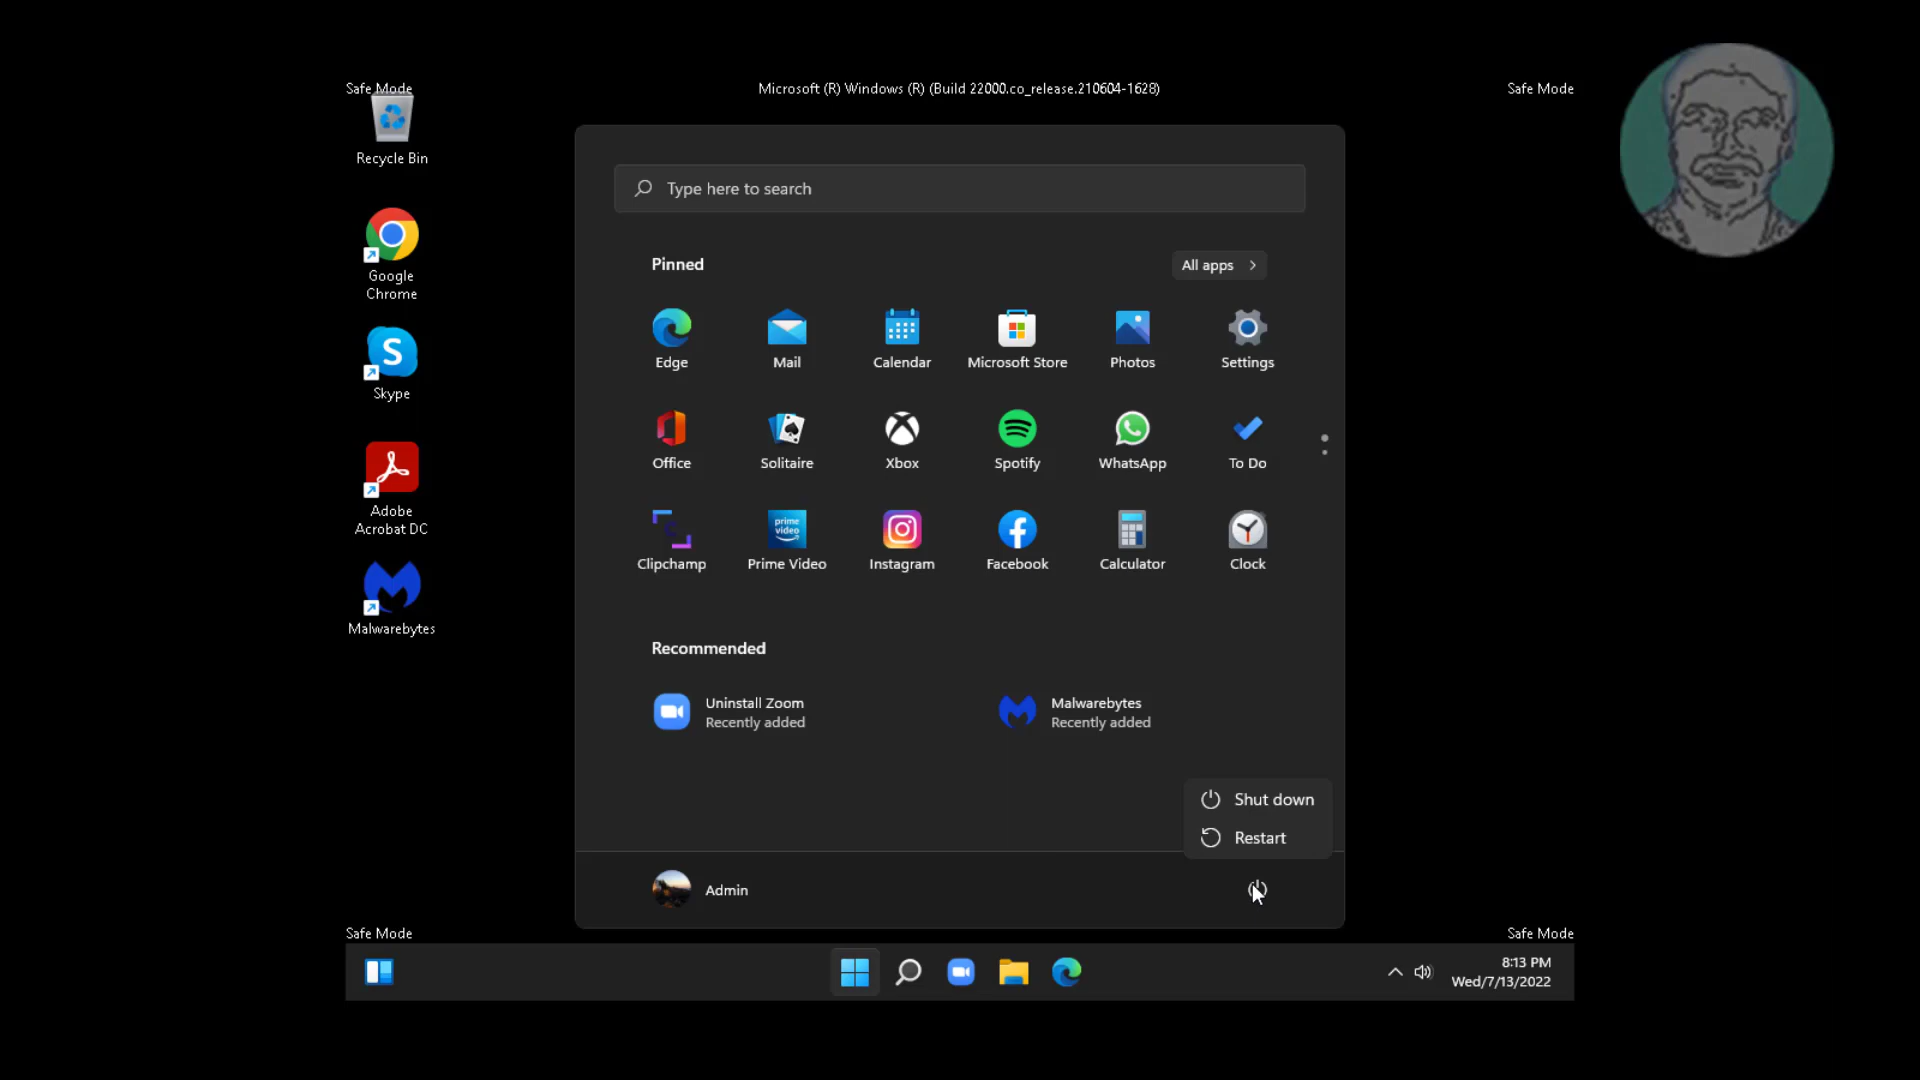 Safe Mode
Microsoft (R) Windows (R) (Build 22000.co_release.210604-1628)
Safe Mode
Recycle Bin
Google
Chrome
Skype
Adobe
Acrobat DC
Malwarebytes
Type here to search
Pinned
All apps
Edge
Mail
Calendar
Microsoft Store
Photos
Settings
Office
Solitaire
Xbox
Spotify
WhatsApp
To Do
Clipchamp
prime
video
Prime Video
Instagram
Facebook
Calculator
Clock
Recommended
Uninstall Zoom
Recently added
Malwarebytes
Recently added
Shut down
Restart
Admin
Safe Mode
Safe Mode
8:13 PM
Wed/7/13/2022